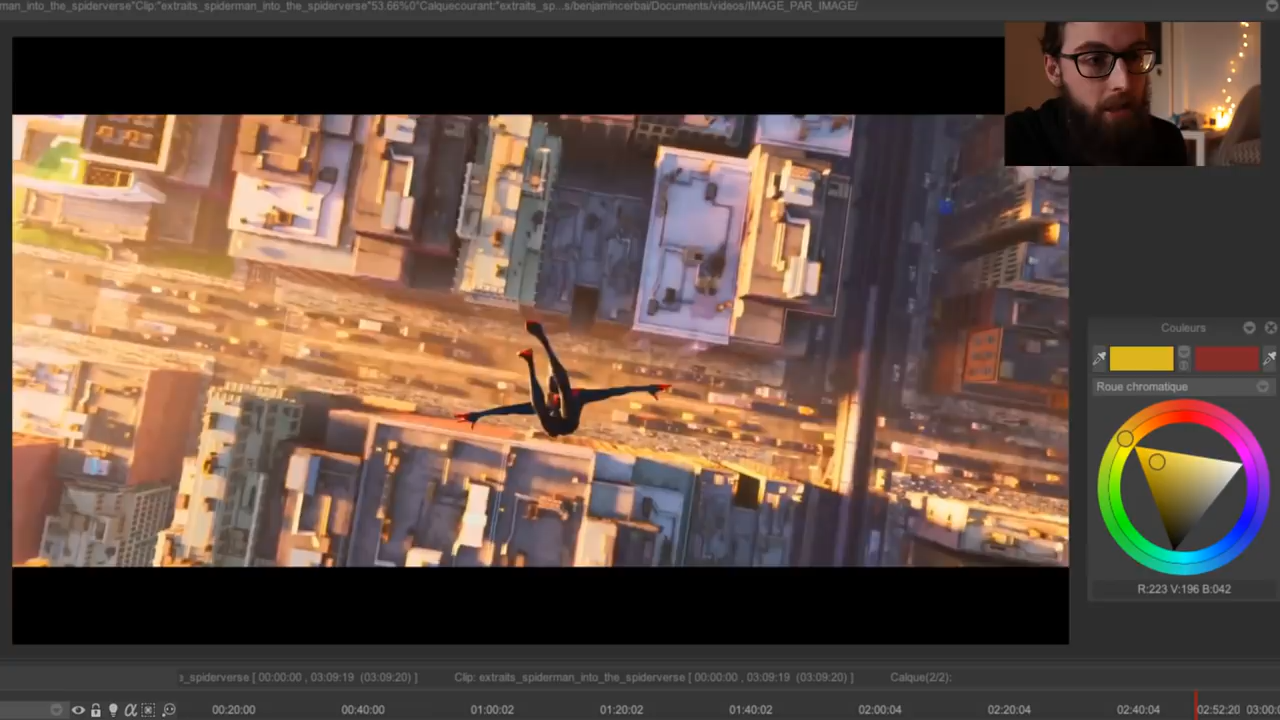 man_into_the_spiderverse"Clip:"extraits_spiderman_into_the_spiderverse"53.66%0"Calquecourant:"extraits_sp...s/benjamincerbai/Documents/videos/IMAGE_PAR_IMAGE/
Couleurs
Roue chromatique
R:223 V:196 B:042
_spiderverse [ 00:00:00 , 03:09:19 (03:09:20) ] Clip: extraits_spiderman_into_the_spiderverse [ 00:00:00 , 03:09:19 (03:09:20) ] Calque(2/2):
00:20:00 00:40:00 01:00:02 01:20:02 01:40:02 02:00:04 02:20:04 02:40:04 02:52:20 03:00:0